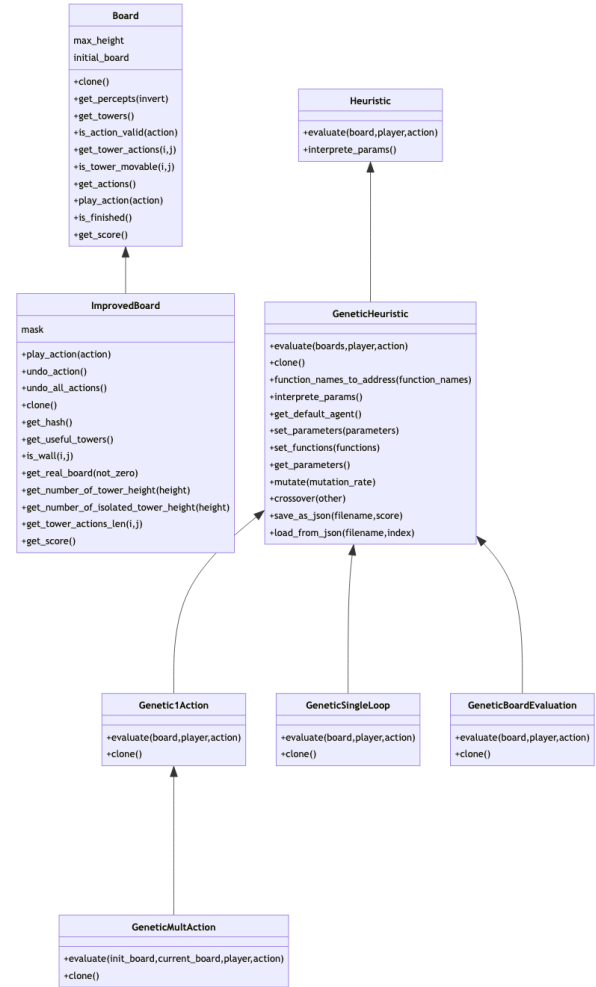 Board
max_height
initial_board
+clone()
+get_percepts(invert)
+get_towers()
+is_action_valid(action)
+get_tower_actions(i,j)
+is_tower_movable(i,j)
+get_actions()
+play_action(action)
+is_finished()
+get_score()
Heuristic
+evaluate(board,player,action)
+interprete_params()
ImprovedBoard
mask
+play_action(action)
+undo_action()
+undo_all_actions()
+clone()
+get_hash()
+get_useful_towers()
+is_wall(i,j)
+get_real_board(not_zero)
+get_number_of_tower_height(height)
+get_number_of_isolated_tower_height(height)
+get_tower_actions_len(i,j)
+get_score()
GeneticHeuristic
+evaluate(boards,player,action)
+clone()
+function_names_to_address(function_names)
+interprete_params()
+get_default_agent()
+set_parameters(parameters)
+set_functions(functions)
+get_parameters()
+mutate(mutation_rate)
+crossover(other)
+save_as_json(filename,score)
+load_from_json(filename,index)
Genetic1Action
+evaluate(board,player,action)
+clone()
GeneticSingleLoop
+evaluate(board,player,action)
+clone()
GeneticBoardEvaluation
+evaluate(board,player,action)
+clone()
GeneticMultAction
+evaluate(init_board,current_board,player,action)
+clone()